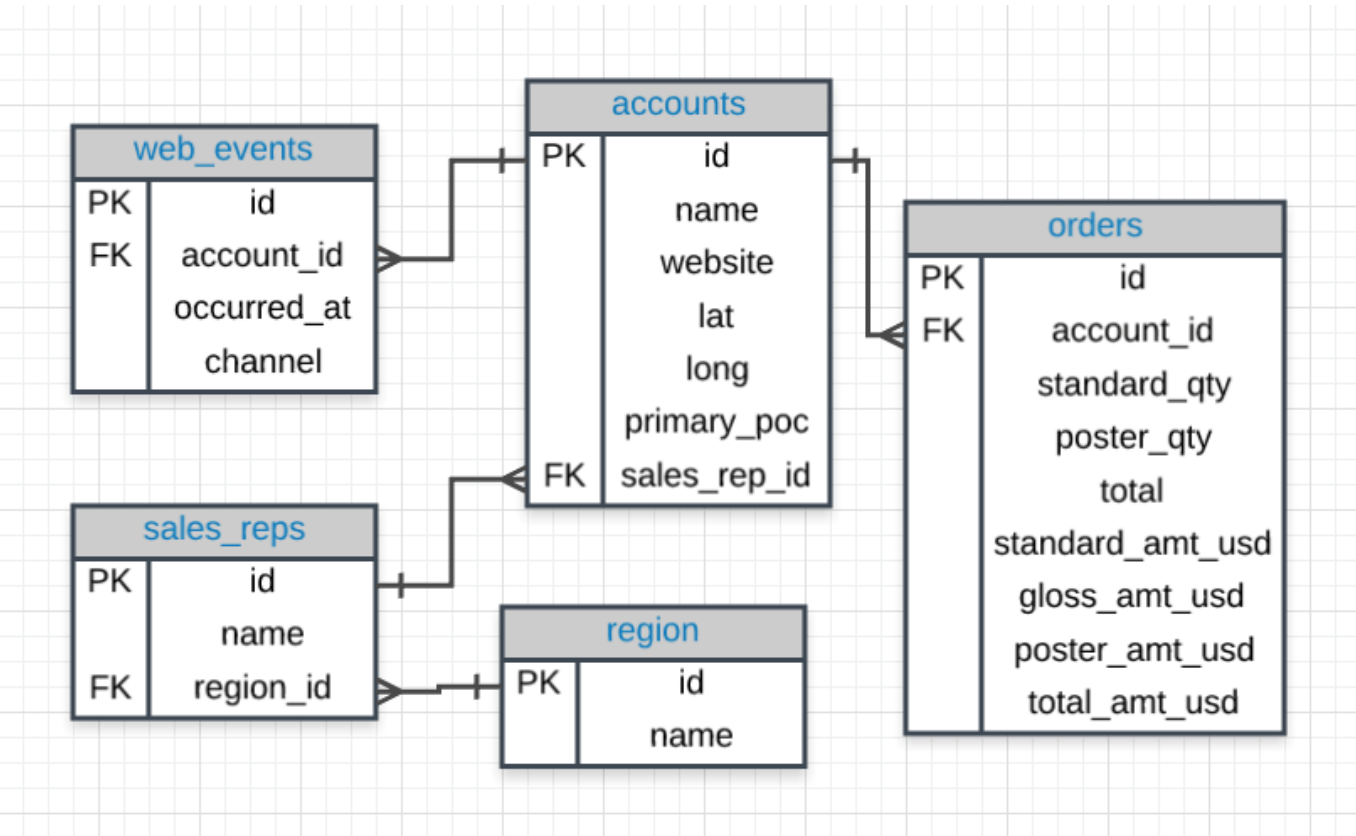 web_events
PK id
FK account_id
occurred_at
channel
accounts
PK id
name
website
lat
long
primary_poc
FK sales_rep_id
orders
PK id
FK account_id
standard_qty
poster_qty
total
standard_amt_usd
gloss_amt_usd
poster_amt_usd
total_amt_usd
sales_reps
PK id
name
FK region_id
region
PK id
name